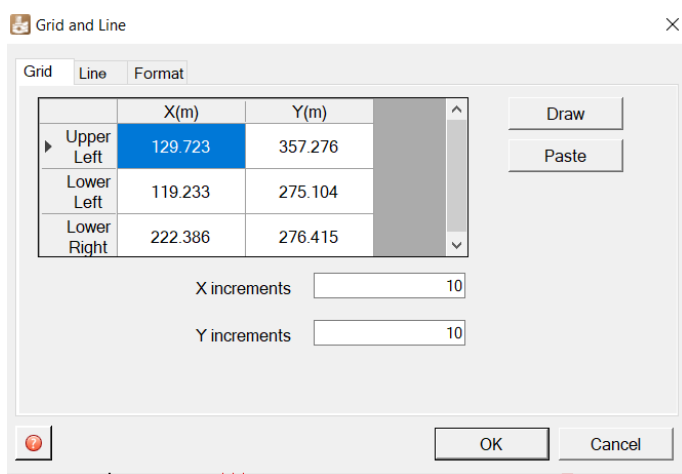 Grid and Line
Grid Line Format
X(m) Y(m)
Upper Left 129.723 357.276
Lower Left 119.233 275.104
Lower Right 222.386 276.415
Draw
Paste
X increments 10
Y increments 10
?
OK Cancel